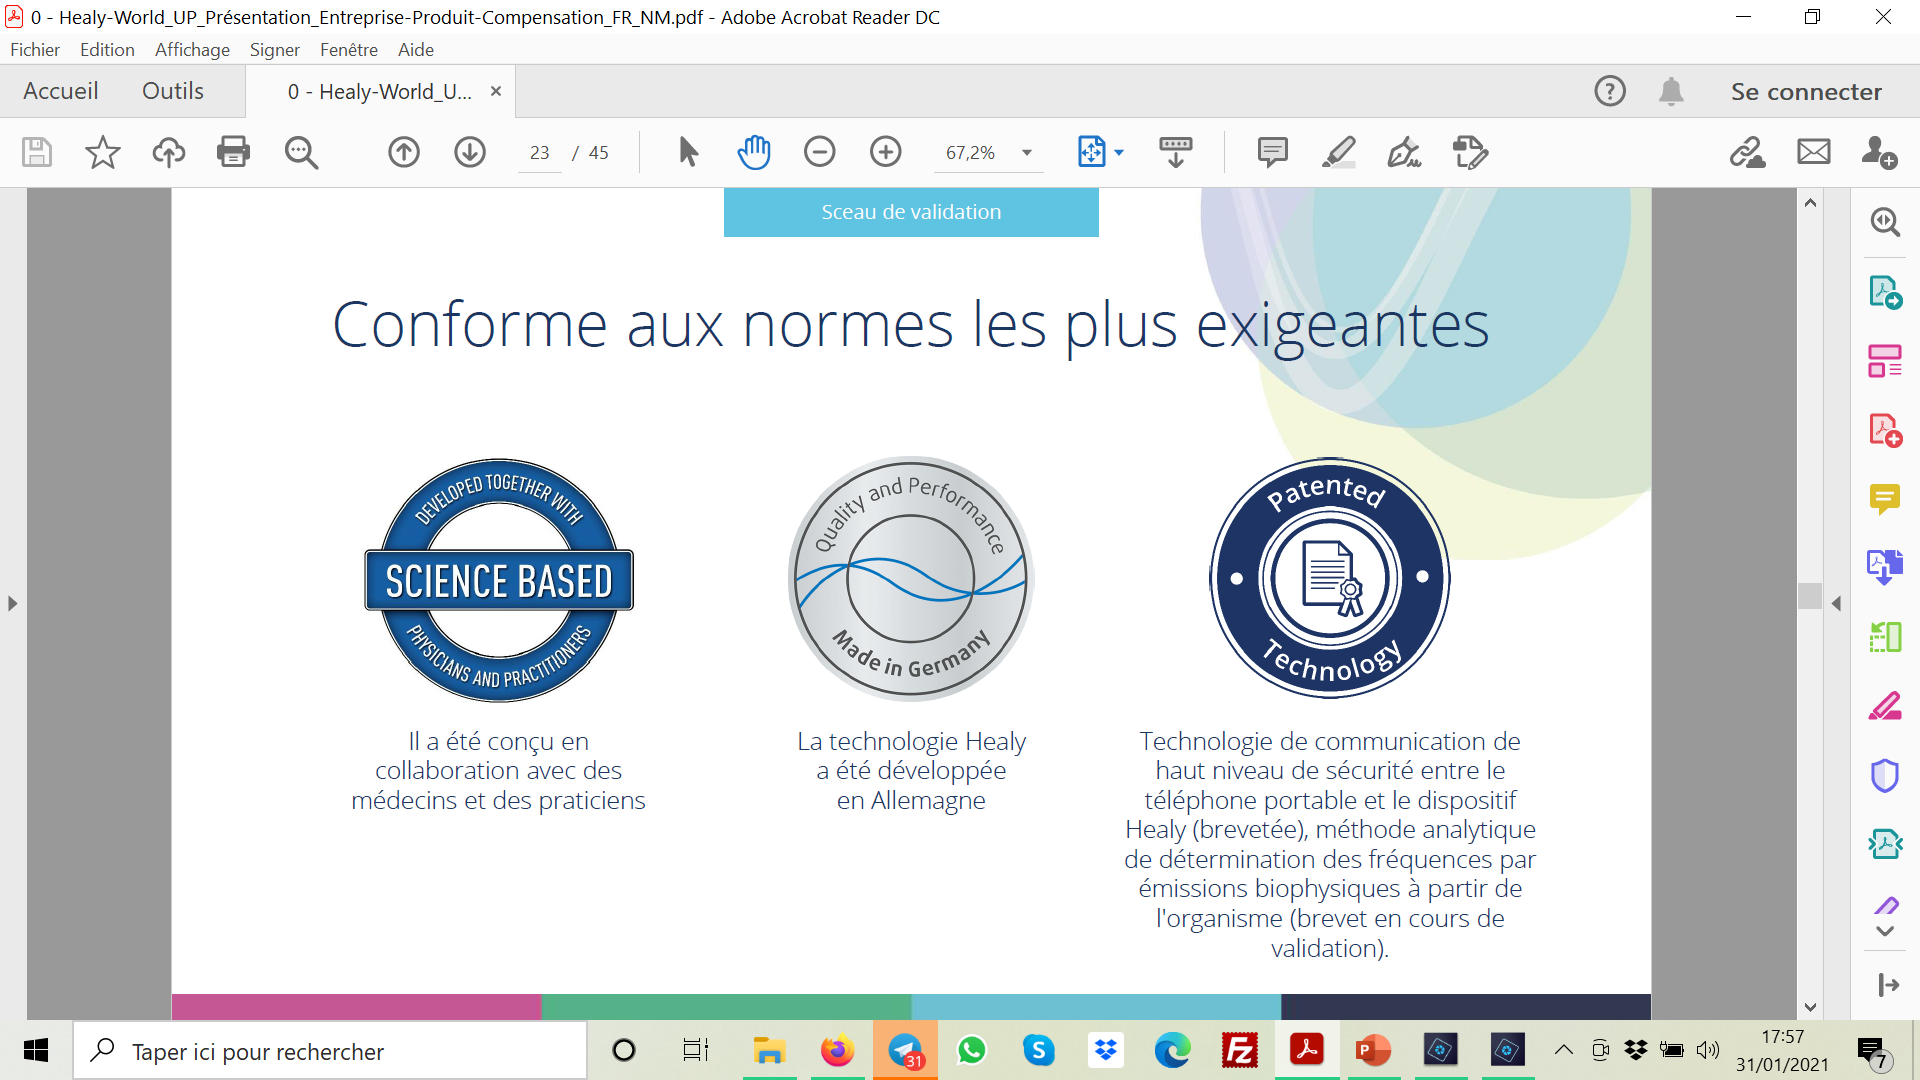 0 - Healy-World_UP_Présentation_Entreprise-Produit-Compensation_FR_NM.pdf - Adobe Acrobat Reader DC
Fichier Edition Affichage Signer Fenêtre Aide
Accueil Outils 0 - Healy-World_U... × Se connecter
23 / 45 67,2%
Sceau de validation
Conforme aux normes les plus exigeantes
DEVELOPED TOGETHER WITH
SCIENCE BASED
PHYSICIANS AND PRACTITIONERS
Quality and Performance
Made in Germany
Patented
Technology
Il a été conçu en
collaboration avec des
médecins et des praticiens
La technologie Healy
a été développée
en Allemagne
Technologie de communication de
haut niveau de sécurité entre le
téléphone portable et le dispositif
Healy (brevetée), méthode analytique
de détermination des fréquences par
émissions biophysiques à partir de
l'organisme (brevet en cours de
validation).
Taper ici pour rechercher
31
17:57
31/01/2021
7